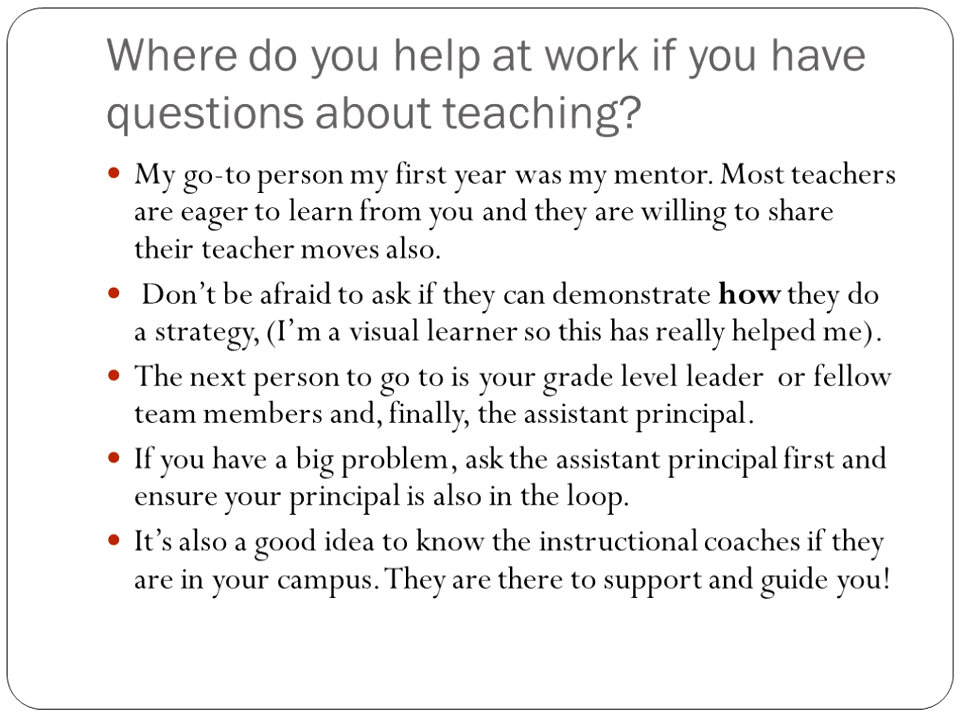 Where do you help at work if you have
questions about teaching?
• My go-to person my first year was my mentor. Most teachers
are eager to learn from you and they are willing to share
their teacher moves also.
• Don’t be afraid to ask if they can demonstrate how they do
a strategy, (I’m a visual learner so this has really helped me).
• The next person to go to is your grade level leader or fellow
team members and, finally, the assistant principal.
• If you have a big problem, ask the assistant principal first and
ensure your principal is also in the loop.
• It’s also a good idea to know the instructional coaches if they
are in your campus. They are there to support and guide you!